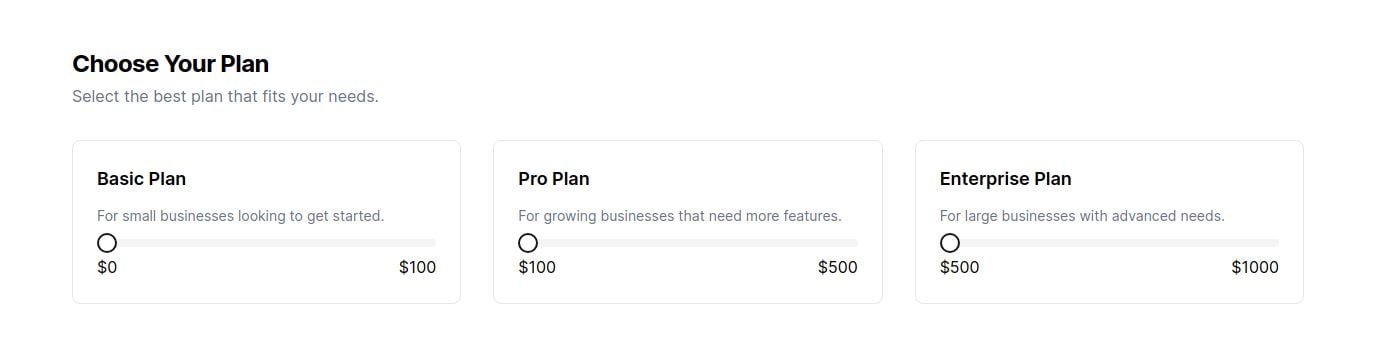 Choose Your Plan
Select the best plan that fits your needs.
Basic Plan
For small businesses looking to get started.
$0 $100
Pro Plan
For growing businesses that need more features.
$100 $500
Enterprise Plan
For large businesses with advanced needs.
$500 $1000